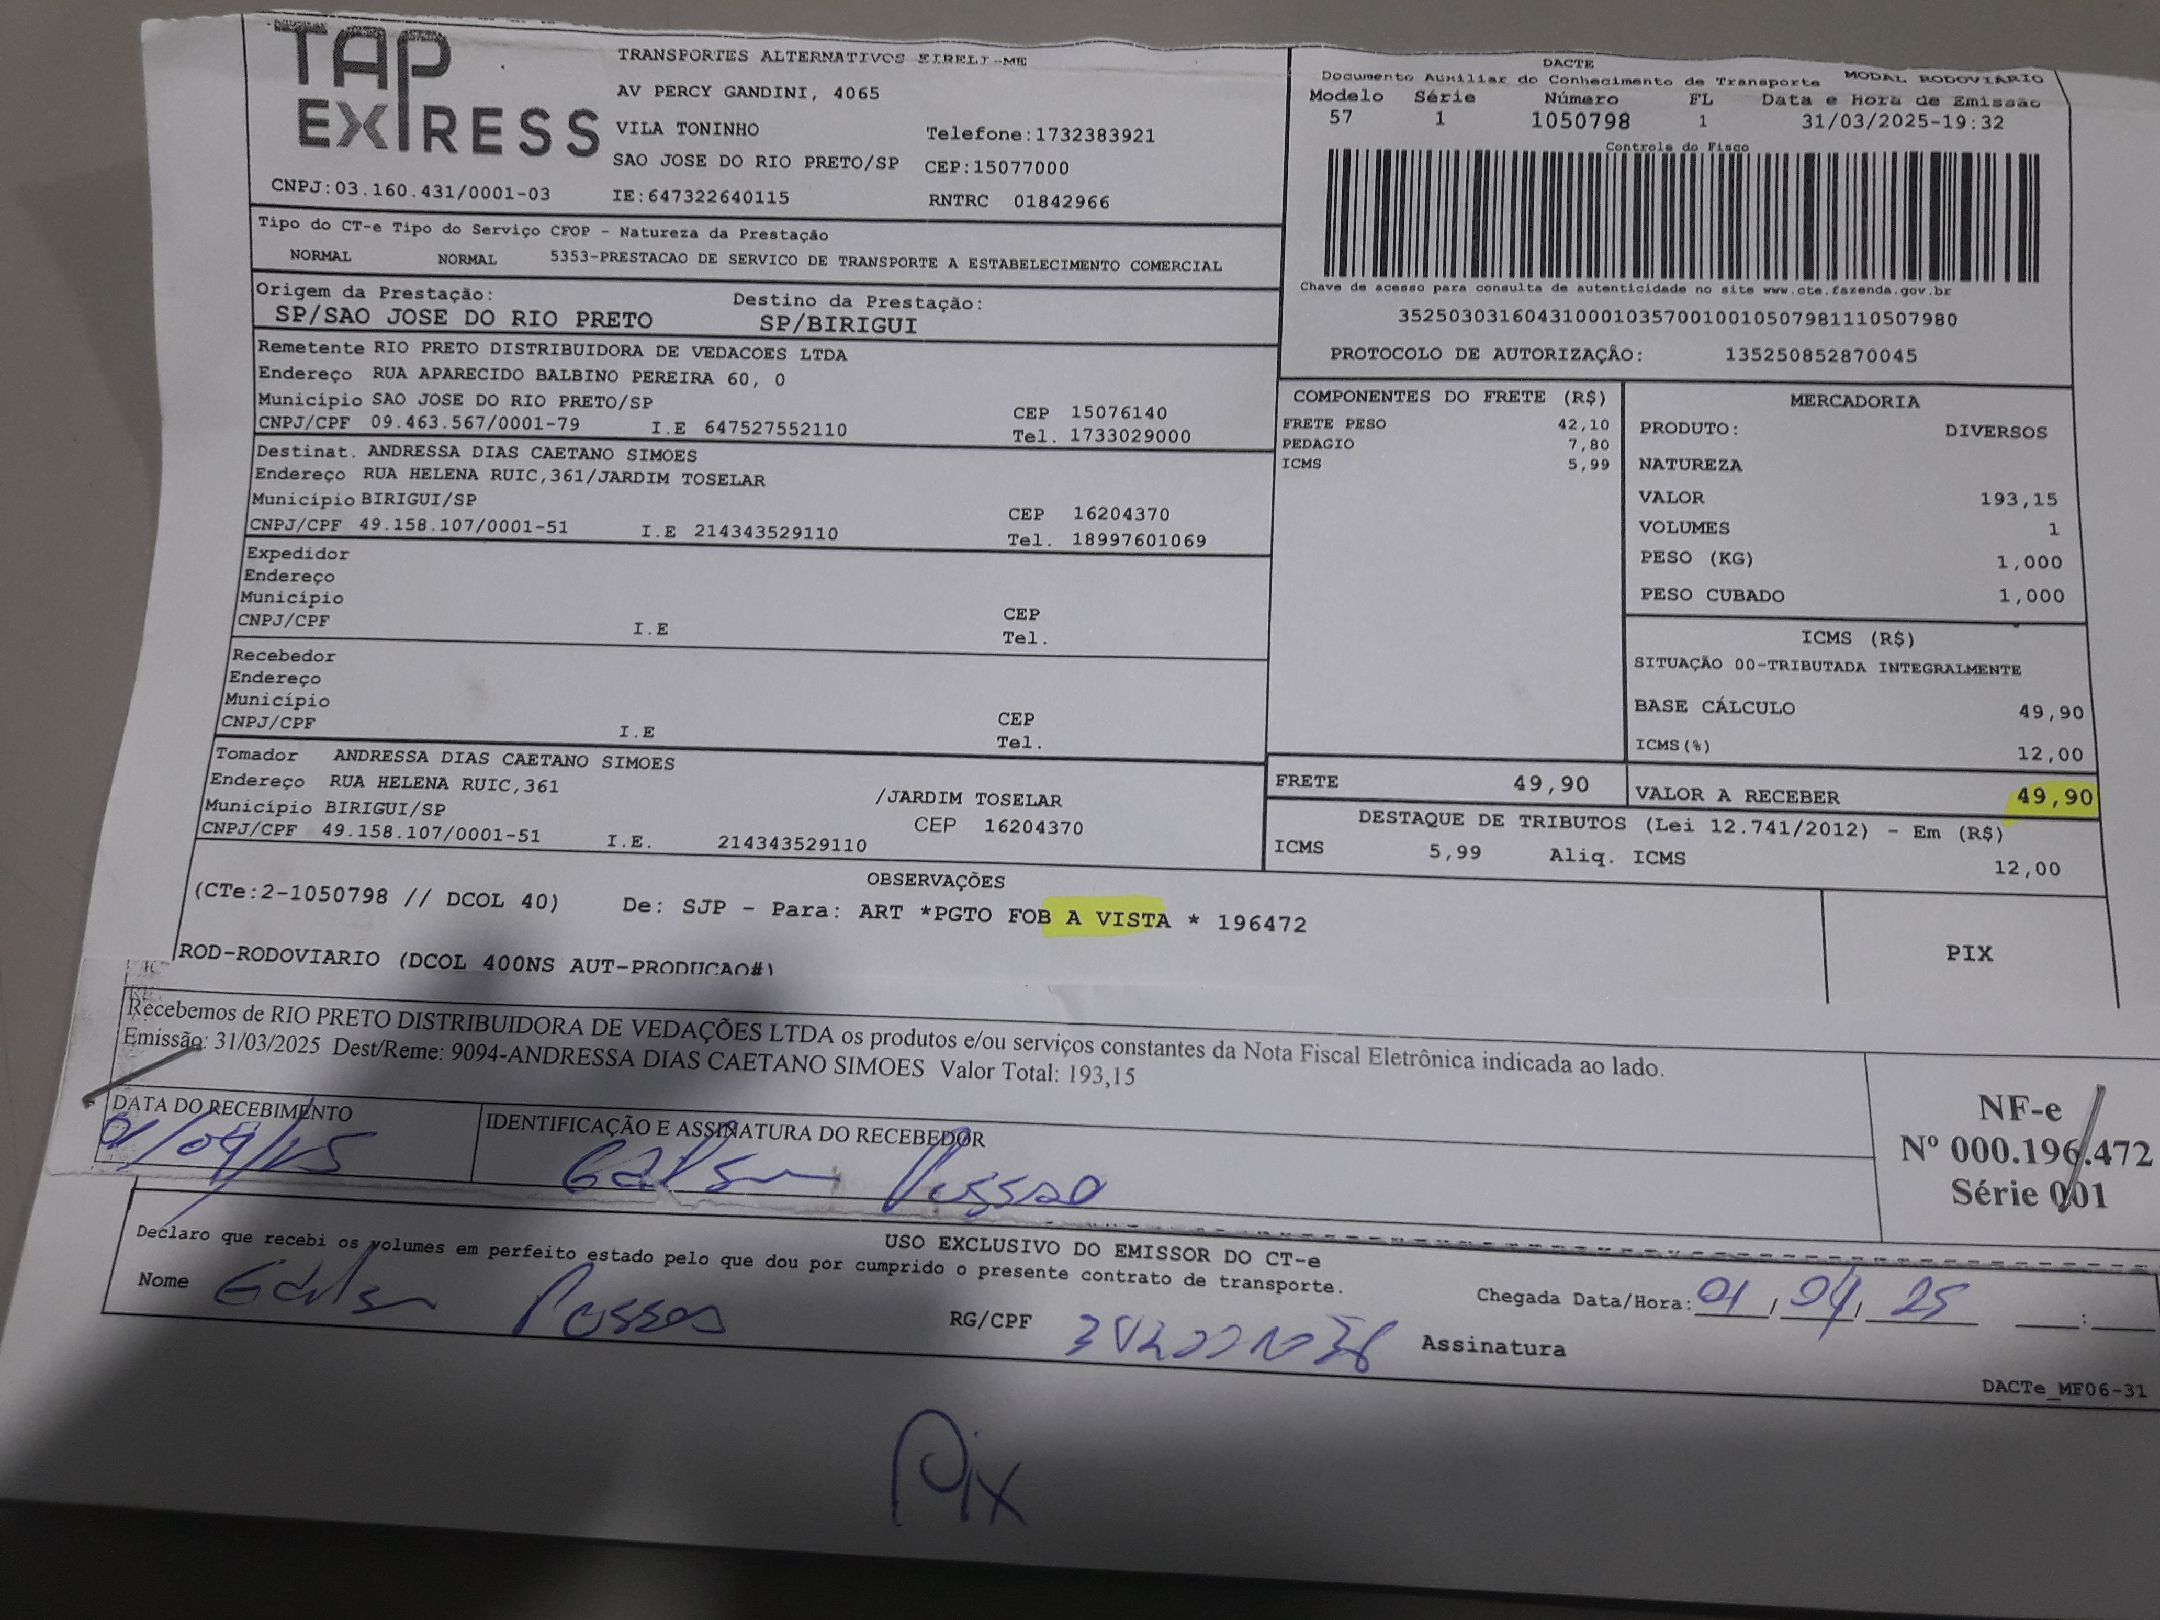 TAP EXPRESS
TRANSPORTES ALTERNATIVOS EIRELI-ME
AV PERCY GANDINI, 4065
VILA TONINHO Telefone:1732383921
SAO JOSE DO RIO PRETO/SP CEP:15077000
CNPJ:03.160.431/0001-03 IE:647322640115 RNTRC 01842966
DACTE
Documento Auxiliar do Conhecimento de Transporte MODAL RODOVIÁRIO
Modelo Série Número FL Data e Hora de Emissão
57 1 1050798 1 31/03/2025-19:32
Controle do Fisco
Chave de acesso para consulta de autenticidade no site www.cte.fazenda.gov.br
35250303160431000103570010010507981110507980
PROTOCOLO DE AUTORIZAÇÃO: 135250852870045
Tipo do CT-e Tipo do Serviço CFOP - Natureza da Prestação
NORMAL NORMAL 5353-PRESTACAO DE SERVICO DE TRANSPORTE A ESTABELECIMENTO COMERCIAL
Origem da Prestação: Destino da Prestação:
SP/SAO JOSE DO RIO PRETO SP/BIRIGUI
Remetente RIO PRETO DISTRIBUIDORA DE VEDACOES LTDA
Endereço RUA APARECIDO BALBINO PEREIRA 60, 0
Município SAO JOSE DO RIO PRETO/SP CEP 15076140
CNPJ/CPF 09.463.567/0001-79 I.E 647527552110 Tel. 1733029000
Destinat. ANDRESSA DIAS CAETANO SIMOES
Endereço RUA HELENA RUIC,361/JARDIM TOSELAR
Município BIRIGUI/SP CEP 16204370
CNPJ/CPF 49.158.107/0001-51 I.E 214343529110 Tel. 18997601069
Expedidor
Endereço
Município CEP
CNPJ/CPF I.E Tel.
Recebedor
Endereço
Município CEP
CNPJ/CPF I.E Tel.
Tomador ANDRESSA DIAS CAETANO SIMOES
Endereço RUA HELENA RUIC,361 /JARDIM TOSELAR
Município BIRIGUI/SP CEP 16204370
CNPJ/CPF 49.158.107/0001-51 I.E. 214343529110
COMPONENTES DO FRETE (R$)
FRETE PESO 42,10
PEDAGIO 7,80
ICMS 5,99
MERCADORIA
PRODUTO: DIVERSOS
NATUREZA
VALOR 193,15
VOLUMES 1
PESO (KG) 1,000
PESO CUBADO 1,000
ICMS (R$)
SITUAÇÃO 00-TRIBUTADA INTEGRALMENTE
BASE CÁLCULO 49,90
ICMS(%) 12,00
FRETE 49,90 VALOR A RECEBER 49,90
DESTAQUE DE TRIBUTOS (Lei 12.741/2012) - Em (R$)
ICMS 5,99 Aliq. ICMS 12,00
OBSERVAÇÕES
(CTe:2-1050798 // DCOL 40) De: SJP - Para: ART *PGTO FOB A VISTA * 196472
PIX
ROD-RODOVIARIO (DCOL 400NS AUT-PRODUCAO#)
Recebemos de RIO PRETO DISTRIBUIDORA DE VEDAÇÕES LTDA os produtos e/ou serviços constantes da Nota Fiscal Eletrônica indicada ao lado.
Emissão: 31/03/2025 Dest/Reme: 9094-ANDRESSA DIAS CAETANO SIMOES Valor Total: 193,15
DATA DO RECEBIMENTO IDENTIFICAÇÃO E ASSINATURA DO RECEBEDOR
01/04/25
NF-e
Nº 000.196.472
Série 001
USO EXCLUSIVO DO EMISSOR DO CT-e
Declaro que recebi os volumes em perfeito estado pelo que dou por cumprido o presente contrato de transporte.
Nome RG/CPF Chegada Data/Hora: 01 / 04 / 25 :
Assinatura
DACTe_MF06-31
Pix